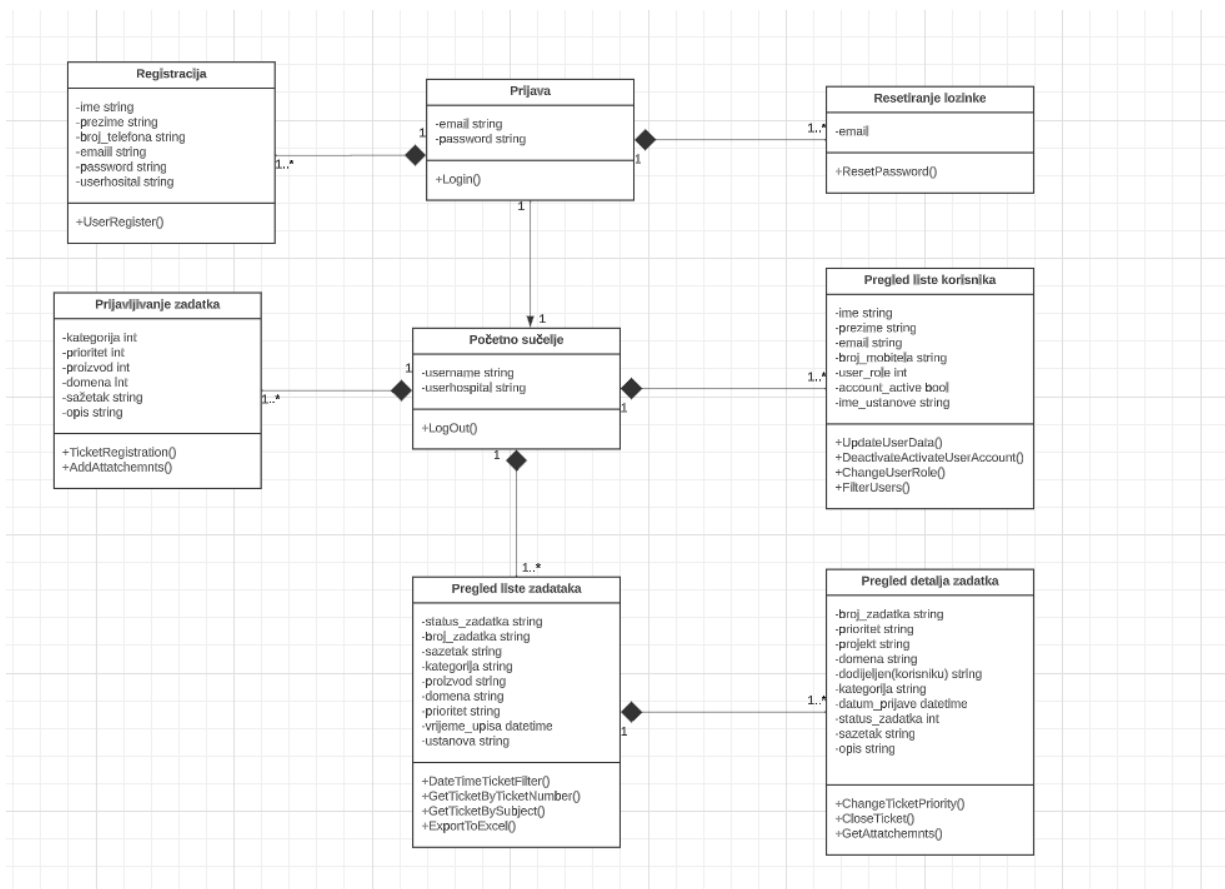 Registracija
-ime string
-prezime string
-broj_telefona string
-emaiil string
-password string
-userhosital string
+UserRegister()
1..*
1
Prijava
-email string
-password string
+Login()
1
1
1..*
Resetiranje lozinke
-email
+ResetPassword()
Prijavljivanje zadatka
-kategorija int
-prioritet int
-proizvod int
-domena int
-sažetak string
-opis string
+TicketRegistration()
+AddAttatchemnts()
1..*
1
1
Početno sučelje
-username string
-userhospital string
+LogOut()
1
1
1..*
Pregled liste korisnika
-ime string
-prezime string
-email string
-broj_mobitela string
-user_role int
-account_active bool
-ime_ustanove string
+UpdateUserData()
+DeactivateActivateUserAccount()
+ChangeUserRole()
+FilterUsers()
1..*
Pregled liste zadataka
-status_zadatka string
-broj_zadatka string
-sazetak string
-kategorija string
-proizvod string
-domena string
-prioritet string
-vrijeme_upisa datetime
-ustanova string
+DateTimeTicketFilter()
+GetTicketByTicketNumber()
+GetTicketBySubject()
+ExportToExcel()
1
1..*
Pregled detalja zadatka
-broj_zadatka string
-prioritet string
-projekt string
-domena string
-dodijeljen(korisniku) string
-kategorija string
-datum_prijave datetime
-status_zadatka int
-sazetak string
-opis string
+ChangeTicketPriority()
+CloseTicket()
+GetAttatchemnts()